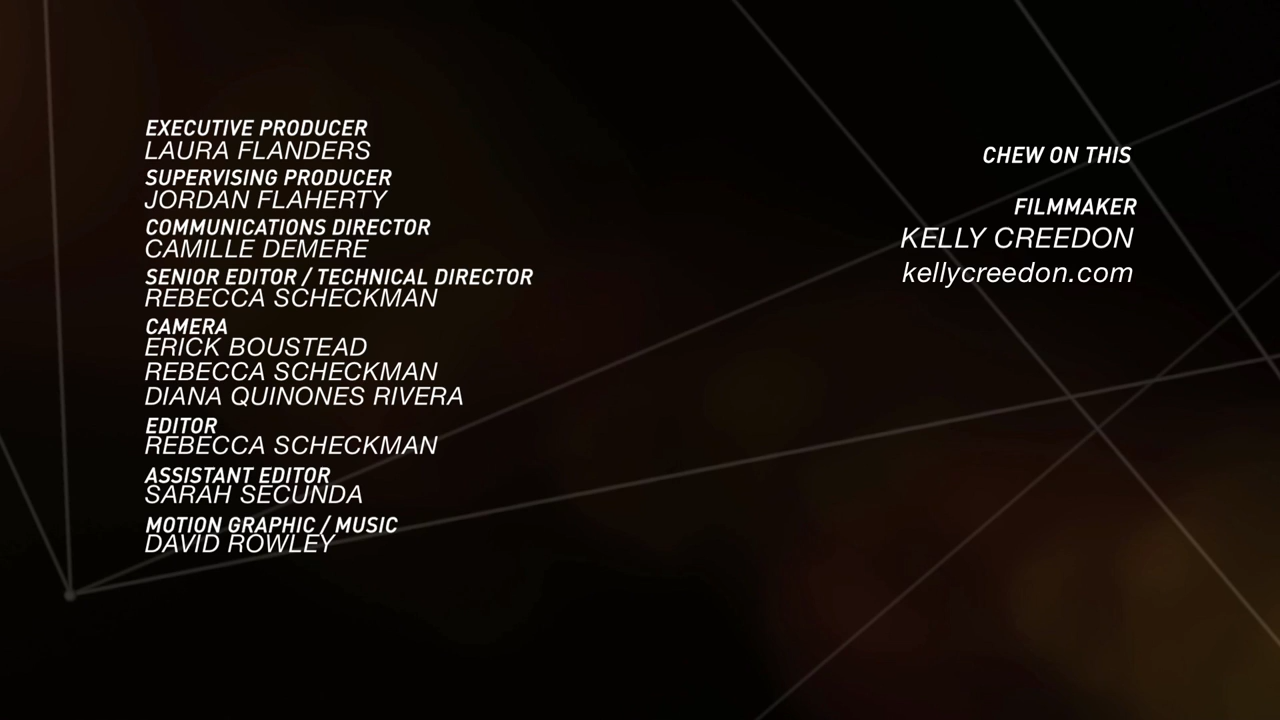 EXECUTIVE PRODUCER
LAURA FLANDERS
SUPERVISING PRODUCER
JORDAN FLAHERTY
COMMUNICATIONS DIRECTOR
CAMILLE DEMERE
SENIOR EDITOR / TECHNICAL DIRECTOR
REBECCA SCHECKMAN
CAMERA
ERICK BOUSTEAD
REBECCA SCHECKMAN
DIANA QUINONES RIVERA
EDITOR
REBECCA SCHECKMAN
ASSISTANT EDITOR
SARAH SECUNDA
MOTION GRAPHIC / MUSIC
DAVID ROWLEY
CHEW ON THIS
FILMMAKER
KELLY CREEDON
kellycreedon.com